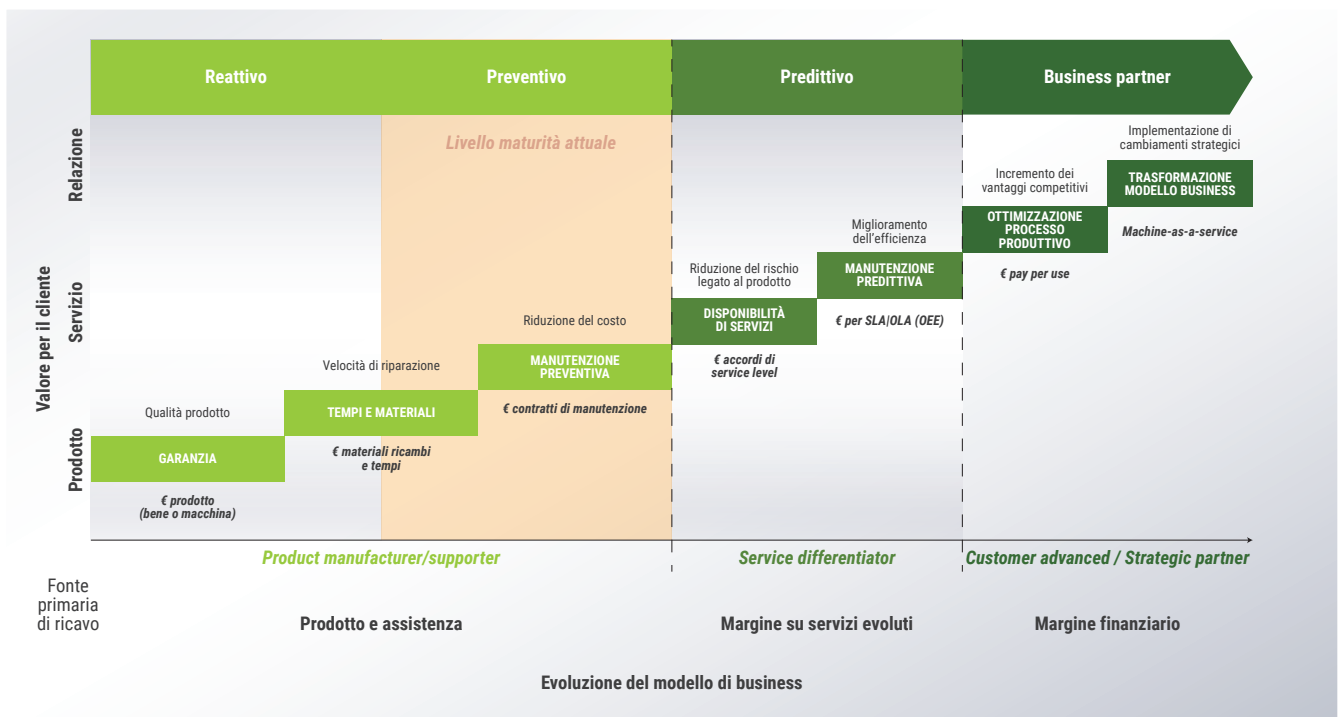 Reattivo
Preventivo
Predittivo
Business partner
Livello maturità attuale
Valore per il cliente
Relazione
Servizio
Prodotto
Qualità prodotto
GARANZIA
€ prodotto
(bene o macchina)
Velocità di riparazione
TEMPI E MATERIALI
€ materiali ricambi
e tempi
Riduzione del costo
MANUTENZIONE
PREVENTIVA
€ contratti di manutenzione
Riduzione del rischio
legato al prodotto
DISPONIBILITÀ
DI SERVIZI
€ accordi di
service level
Miglioramento
dell'efficienza
MANUTENZIONE
PREDITTIVA
€ per SLA|OLA (OEE)
Incremento dei
vantaggi competitivi
OTTIMIZZAZIONE
PROCESSO
PRODUTTIVO
€ pay per use
Implementazione di
cambiamenti strategici
TRASFORMAZIONE
MODELLO BUSINESS
Machine-as-a-service
Product manufacturer/supporter
Service differentiator
Customer advanced / Strategic partner
Fonte
primaria
di ricavo
Prodotto e assistenza
Margine su servizi evoluti
Margine finanziario
Evoluzione del modello di business